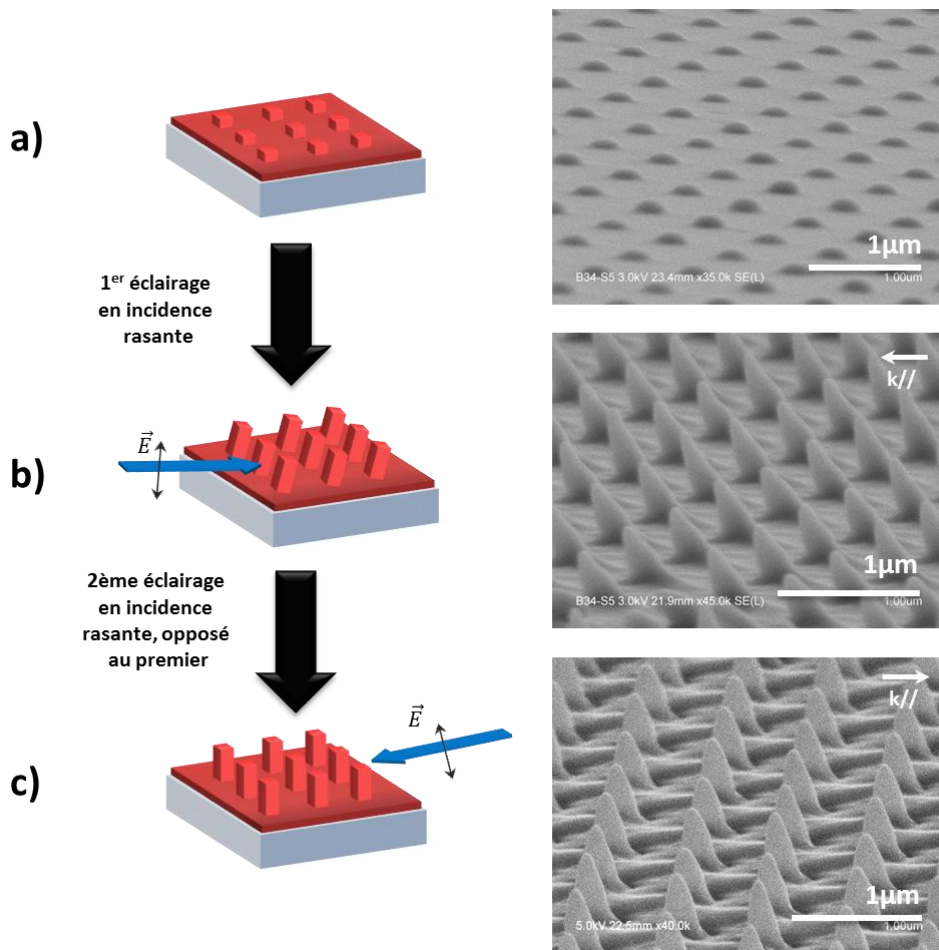 a)
1µm
B34-S5 3.0kV 23.4mm x35.0k SE(L) 1.00um
1er éclairage
en incidence
rasante
k//
E
b)
1µm
B34-S5 3.0kV 21.9mm x45.0k SE(L) 1.00um
2ème éclairage
en incidence
rasante, opposé
au premier
k//
E
c)
1µm
5.0kV 22.5mm x40.0k 1.00um